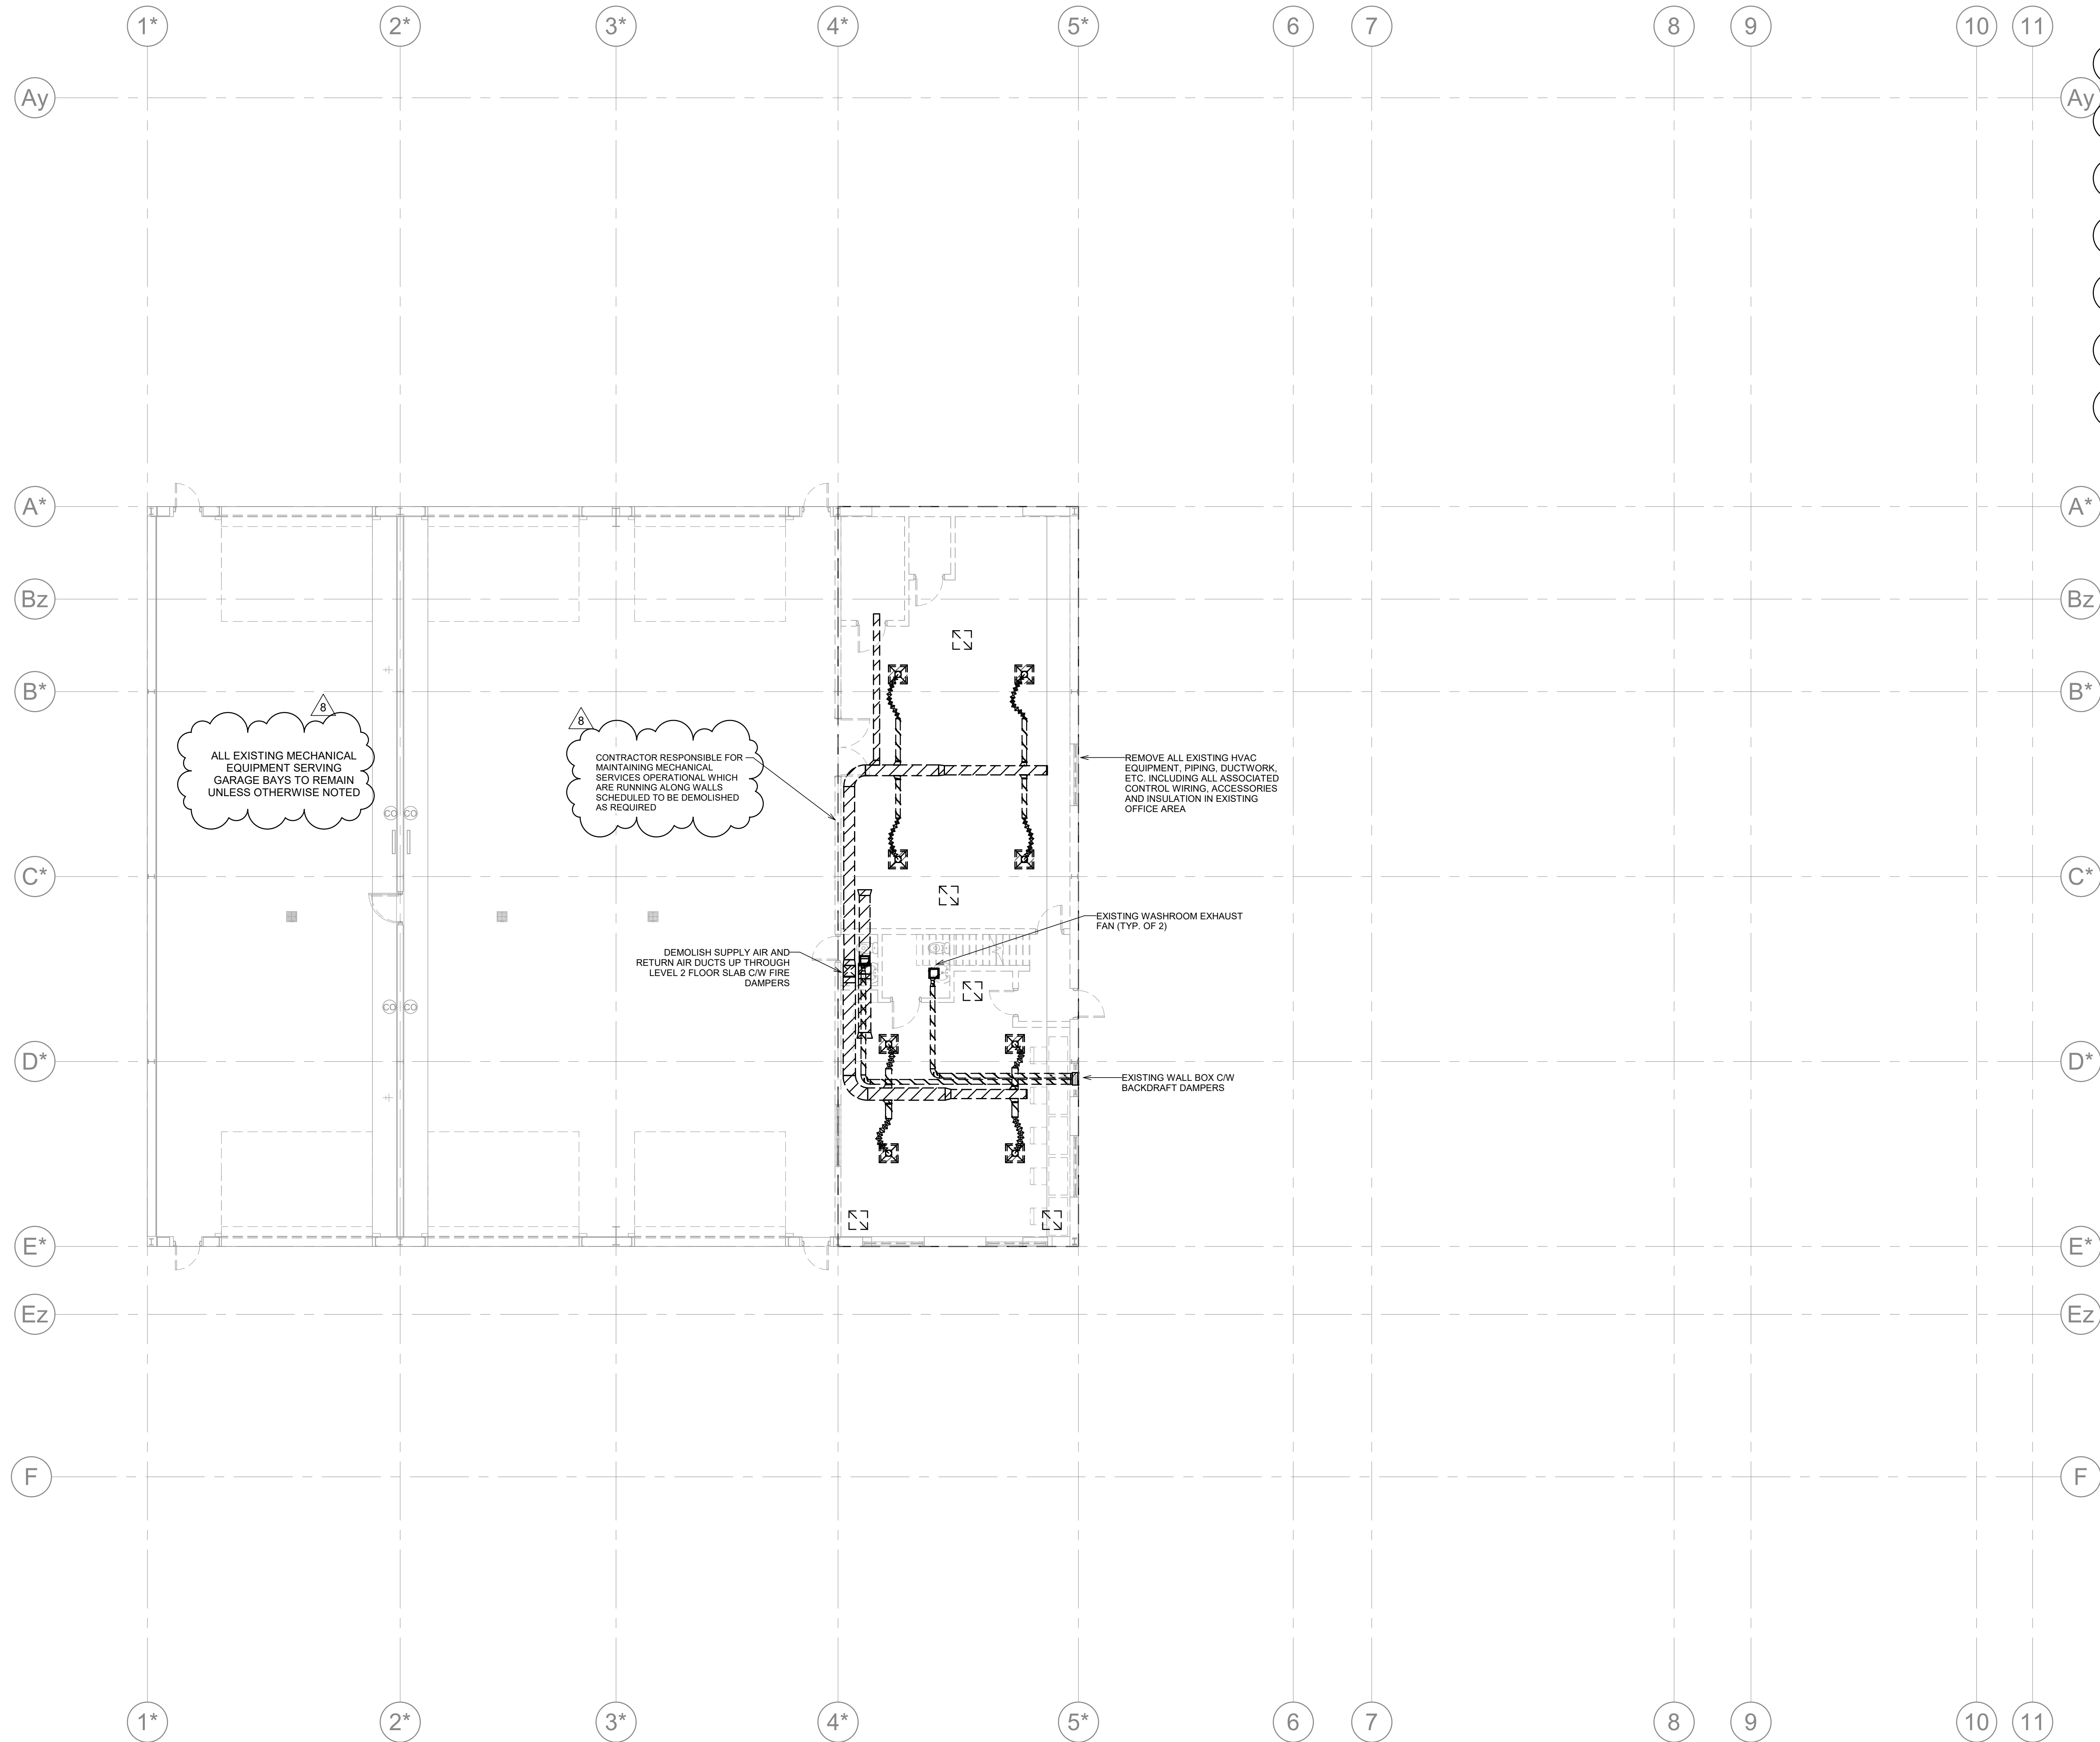 1* 2* 3* 4* 5* 6 7 8 9 10 11
Ay Ay
A* A*
Bz Bz
B* B*
8
ALL EXISTING MECHANICAL
EQUIPMENT SERVING
GARAGE BAYS TO REMAIN
UNLESS OTHERWISE NOTED
8
CONTRACTOR RESPONSIBLE FOR
MAINTAINING MECHANICAL
SERVICES OPERATIONAL WHICH
ARE RUNNING ALONG WALLS
SCHEDULED TO BE DEMOLISHED
AS REQUIRED
REMOVE ALL EXISTING HVAC
EQUIPMENT, PIPING, DUCTWORK,
ETC. INCLUDING ALL ASSOCIATED
CONTROL WIRING, ACCESSORIES
AND INSULATION IN EXISTING
OFFICE AREA
CO CO
C* C*
EXISTING WASHROOM EXHAUST
FAN (TYP. OF 2)
DEMOLISH SUPPLY AIR AND
RETURN AIR DUCTS UP THROUGH
LEVEL 2 FLOOR SLAB C/W FIRE
DAMPERS
CO CO
D* D*
EXISTING WALL BOX C/W
BACKDRAFT DAMPERS
E* E*
Ez Ez
F F
1* 2* 3* 4* 5* 6 7 8 9 10 11